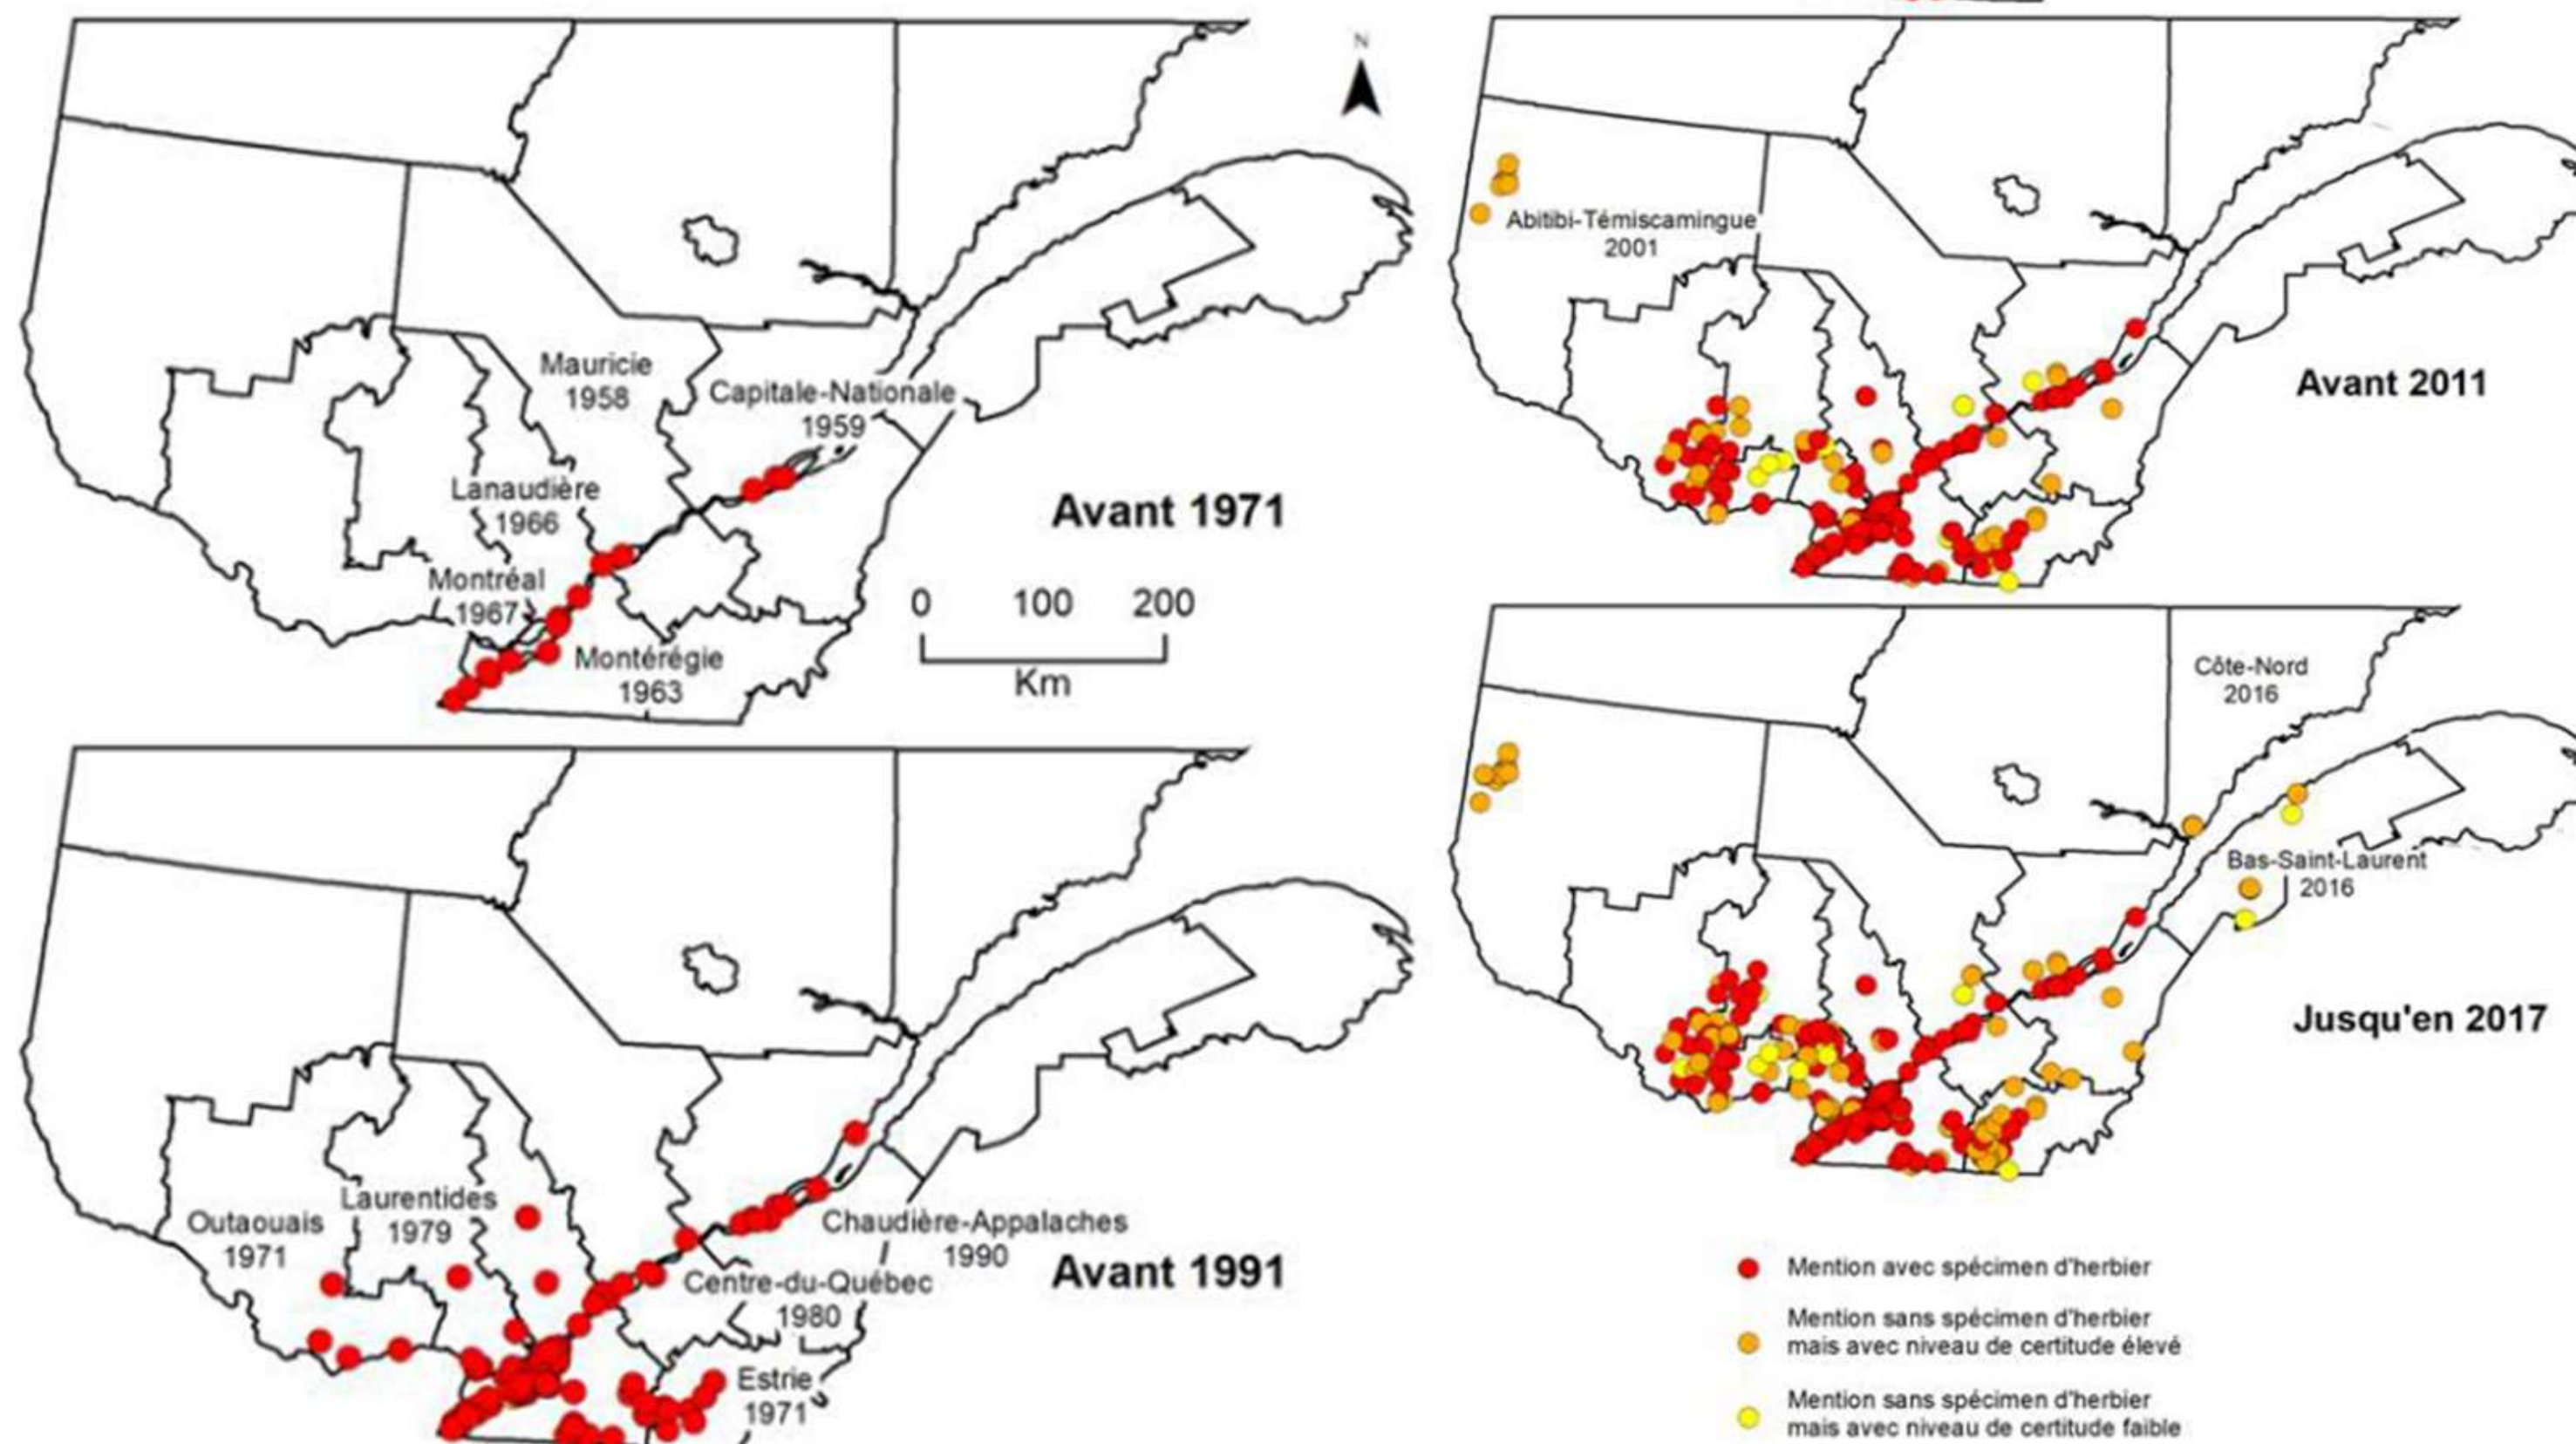 N
Mauricie
1958
Capitale-Nationale
1959
Lanaudière
1966
Montréal
1967
Montérégie
1963
Avant 1971
0 100 200
Km
Outaouais
1971
Laurentides
1979
Chaudière-Appalaches
1990
Centre-du-Québec
1980
Estrie
1971
Avant 1991
Abitibi-Témiscamingue
2001
Avant 2011
Côte-Nord
2016
Bas-Saint-Laurent
2016
Jusqu'en 2017
Mention avec spécimen d'herbier
Mention sans spécimen d'herbier
mais avec niveau de certitude élevé
Mention sans spécimen d'herbier
mais avec niveau de certitude faible